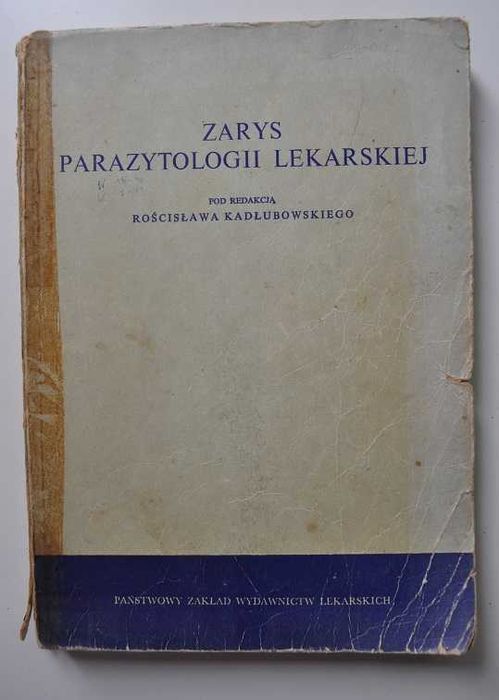 ZARYS
PARAZYTOLOGII LEKARSKIEJ
POD REDAKCJĄ
ROŚCISŁAWA KADŁUBOWSKIEGO
PAŃSTWOWY ZAKŁAD WYDAWNICTW LEKARSKICH